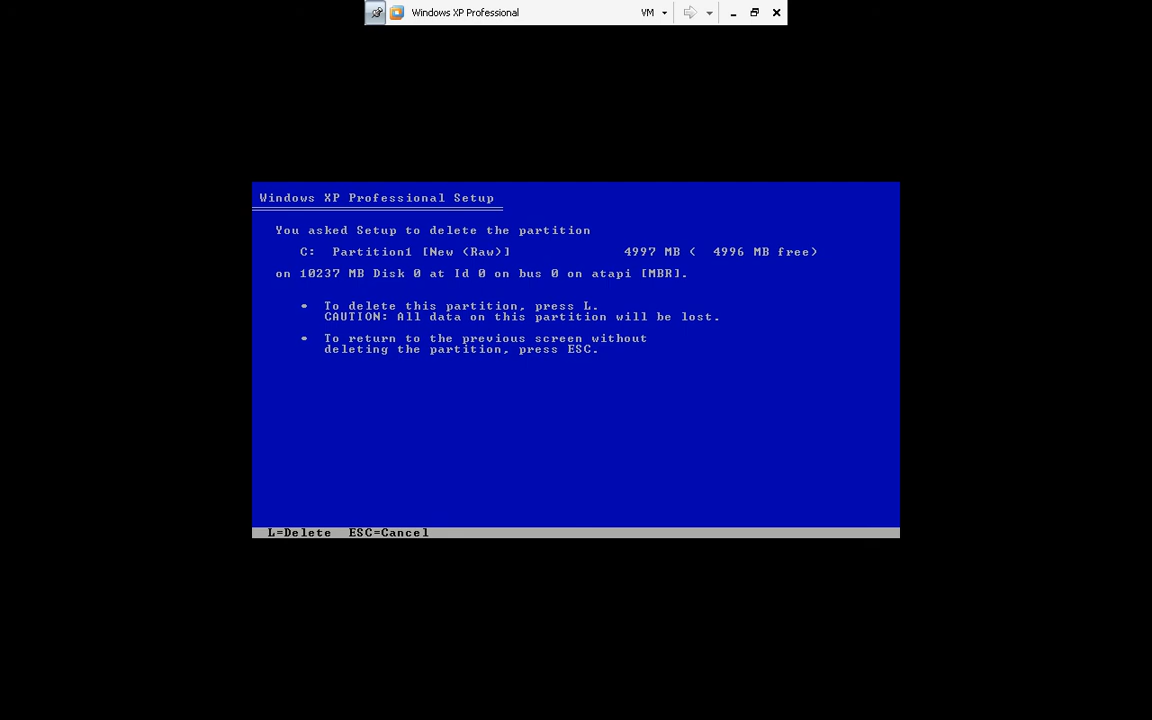 Windows XP Professional VM
Windows XP Professional Setup
You asked Setup to delete the partition
C: Partition1 [New (Raw)] 4997 MB ( 4996 MB free)
on 10237 MB Disk 0 at Id 0 on bus 0 on atapi [MBR].
• To delete this partition, press L.
CAUTION: All data on this partition will be lost.
• To return to the previous screen without
deleting the partition, press ESC.
L=Delete ESC=Cancel